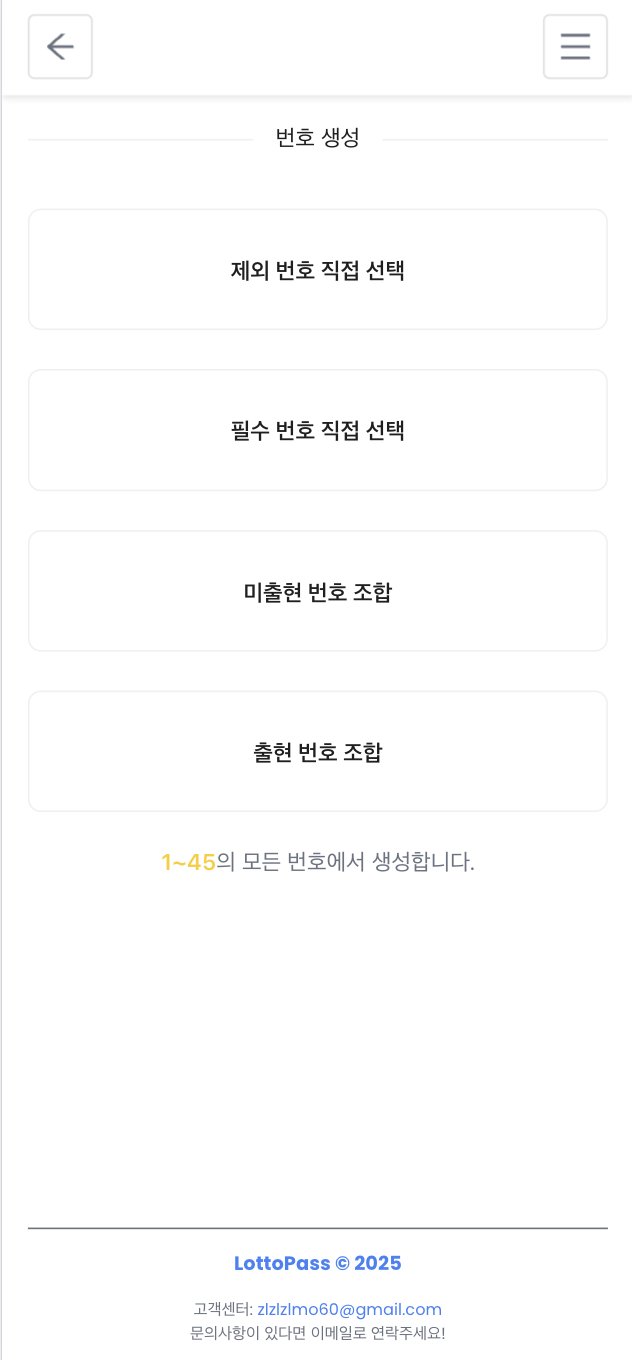 번호 생성
제외 번호 직접 선택
필수 번호 직접 선택
미출현 번호 조합
출현 번호 조합
1~45의 모든 번호에서 생성합니다.
LottoPass © 2025
고객센터: zlzlzlmo60@gmail.com
문의사항이 있다면 이메일로 연락주세요!